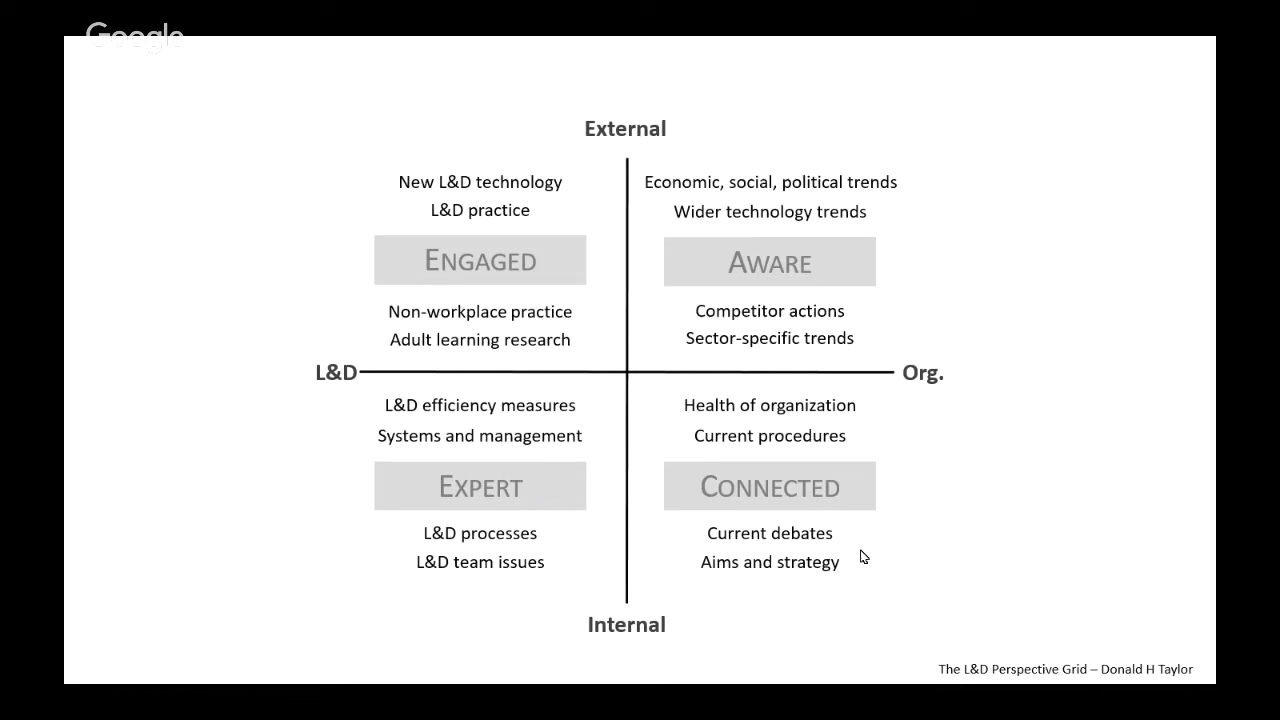 Google
External
New L&D technology
L&D practice
ENGAGED
Non-workplace practice
Adult learning research
Economic, social, political trends
Wider technology trends
AWARE
Competitor actions
Sector-specific trends
L&D
Org.
L&D efficiency measures
Systems and management
EXPERT
L&D processes
L&D team issues
Health of organization
Current procedures
CONNECTED
Current debates
Aims and strategy
Internal
The L&D Perspective Grid – Donald H Taylor